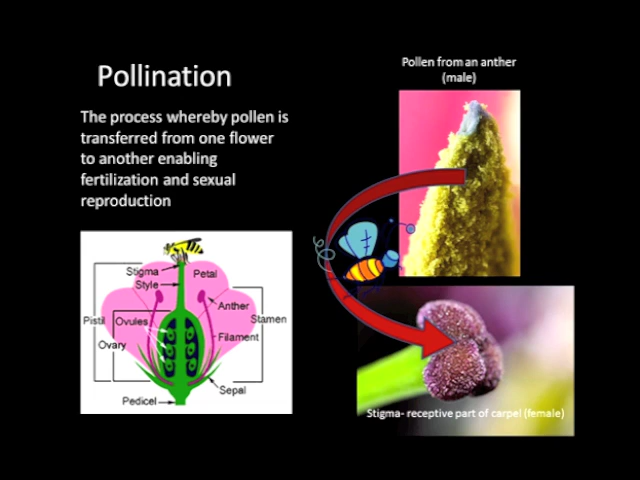 Pollination
The process whereby pollen is
transferred from one flower
to another enabling
fertilization and sexual
reproduction
Pollen from an anther
(male)
Stigma
Petal
Style
Anther
Pistil
Ovules
Stamen
Filament
Ovary
Sepal
Pedicel
Stigma- receptive part of carpel (female)